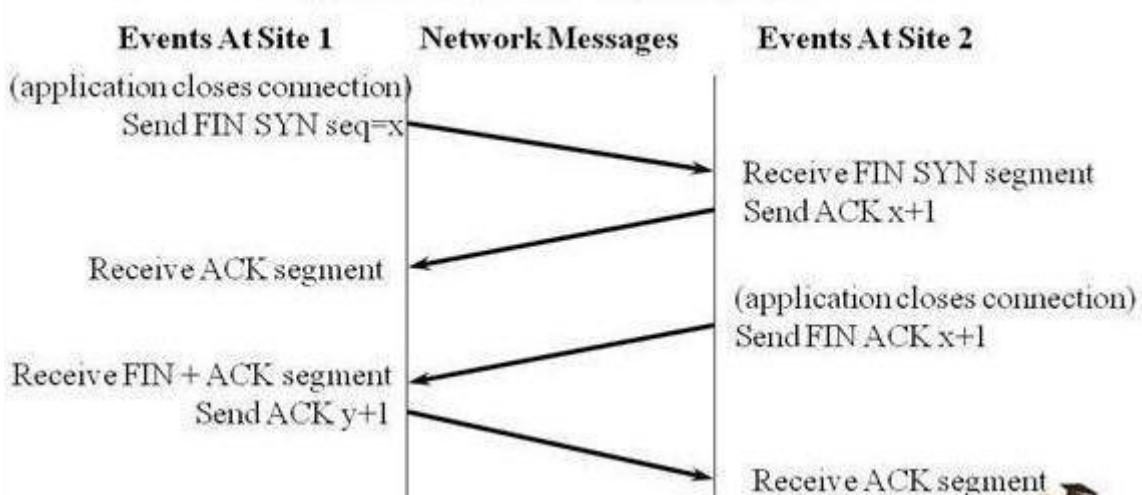 Events At Site 1 Network Messages Events At Site 2
(application closes connection)
Send FIN SYN seq=x
Receive FIN SYN segment
Send ACK x+1
Receive ACK segment
(application closes connection)
Send FIN ACK x+1
Receive FIN + ACK segment
Send ACK y+1
Receive ACK segment